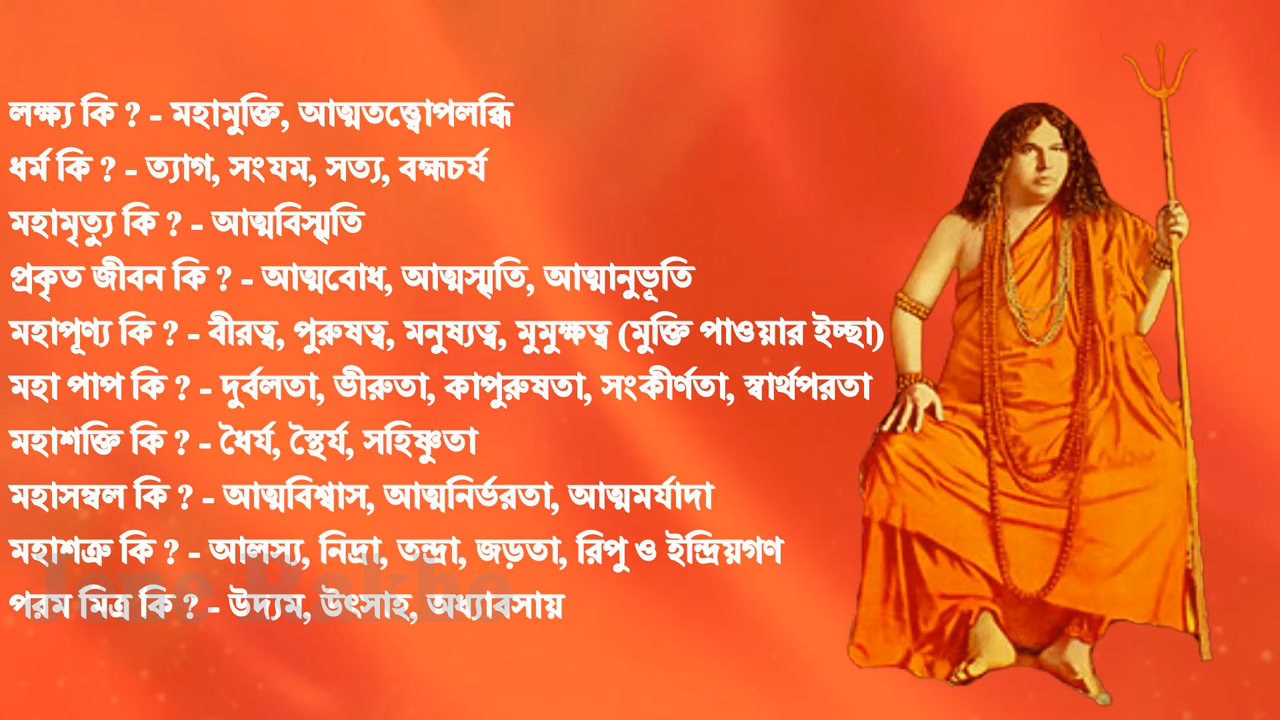 লক্ষ্য কি ? - মহামুক্তি, আত্মতত্ত্বোপলব্ধি
ধর্ম কি ? - ত্যাগ, সংযম, সত্য, বহ্মচর্য
মহামৃত্যু কি ? - আত্মবিস্মৃতি
প্রকৃত জীবন কি ? - আত্মবোধ, আত্মস্মৃতি, আত্মানুভূতি
মহাপূণ্য কি ? - বীরত্ব, পুরুষত্ব, মনুষ্যত্ব, মুমুক্ষত্ব (মুক্তি পাওয়ার ইচ্ছা)
মহা পাপ কি ? - দুর্বলতা, ভীরুতা, কাপুরুষতা, সংকীর্ণতা, স্বার্থপরতা
মহাশক্তি কি ? - ধৈর্য, স্থৈর্য, সহিষ্ণুতা
মহাসম্বল কি ? - আত্মবিশ্বাস, আত্মনির্ভরতা, আত্মমর্যাদা
মহাশত্রু কি ? - আলস্য, নিদ্রা, তন্দ্রা, জড়তা, রিপু ও ইন্দ্রিয়গণ
পরম মিত্র কি ? - উদ্যম, উৎসাহ, অধ্যাবসায়